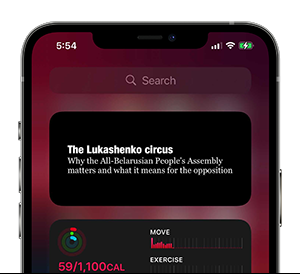 5:54
Search
The Lukashenko circus
Why the All-Belarusian People's Assembly
matters and what it means for the opposition
MOVE
59/1,100CAL
EXERCISE